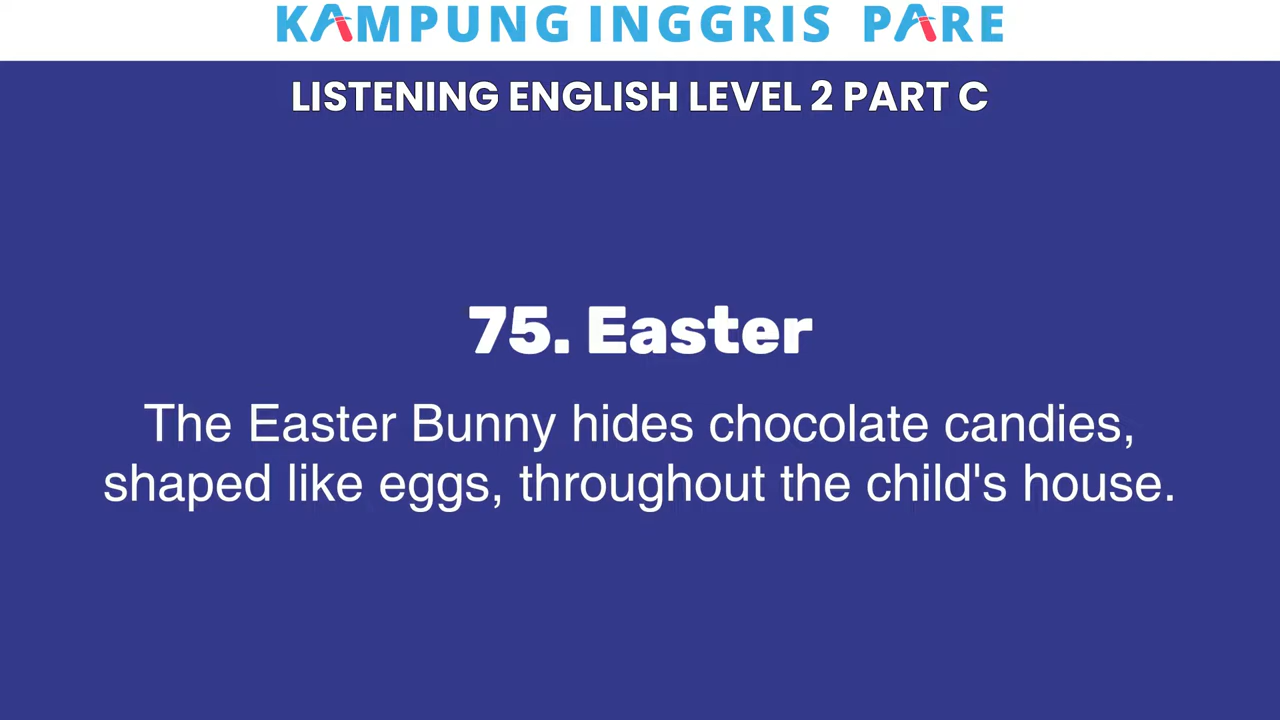 KAMPUNG INGGRIS PARE
LISTENING ENGLISH LEVEL 2 PART C
75. Easter
The Easter Bunny hides chocolate candies,
shaped like eggs, throughout the child's house.